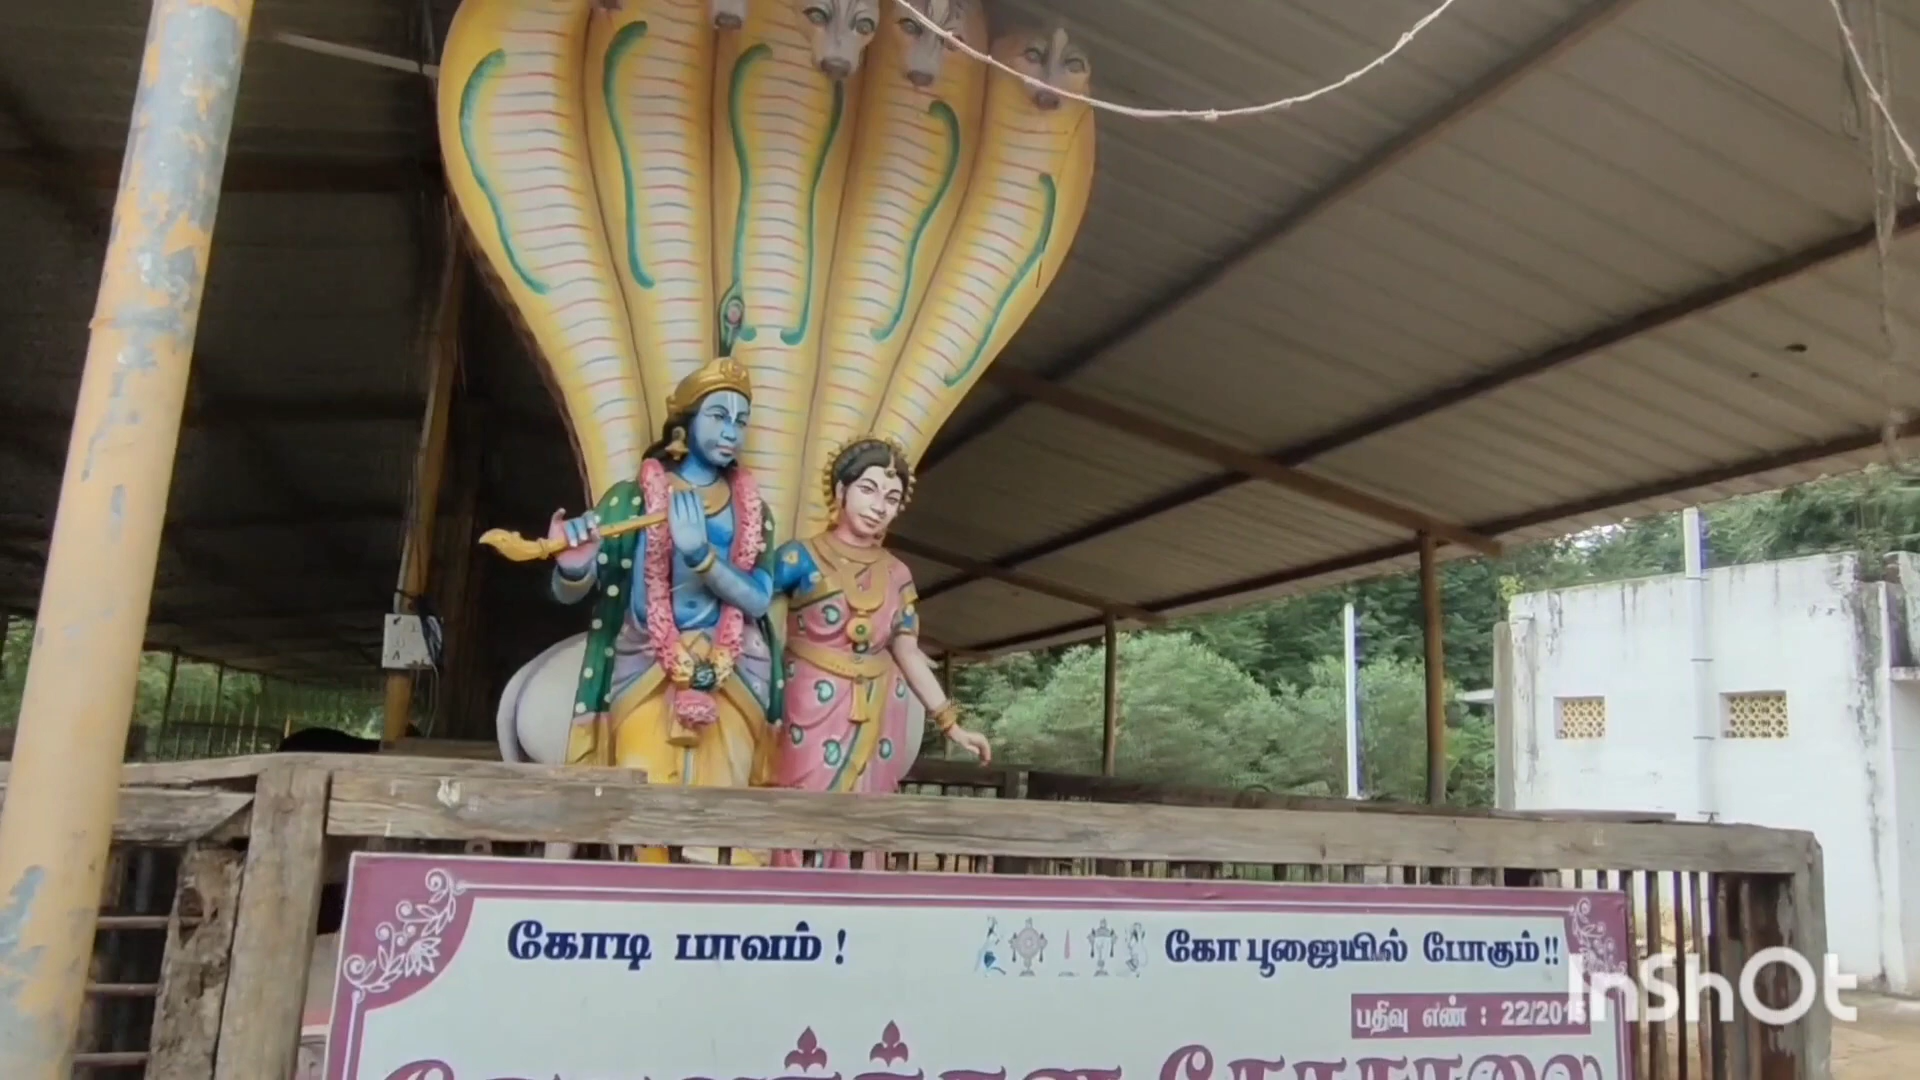 கோடி பாவம் ! கோ பூஜையில் போகும் !!
பதிவு எண் : 22/2015
கோசாலை
InShOt